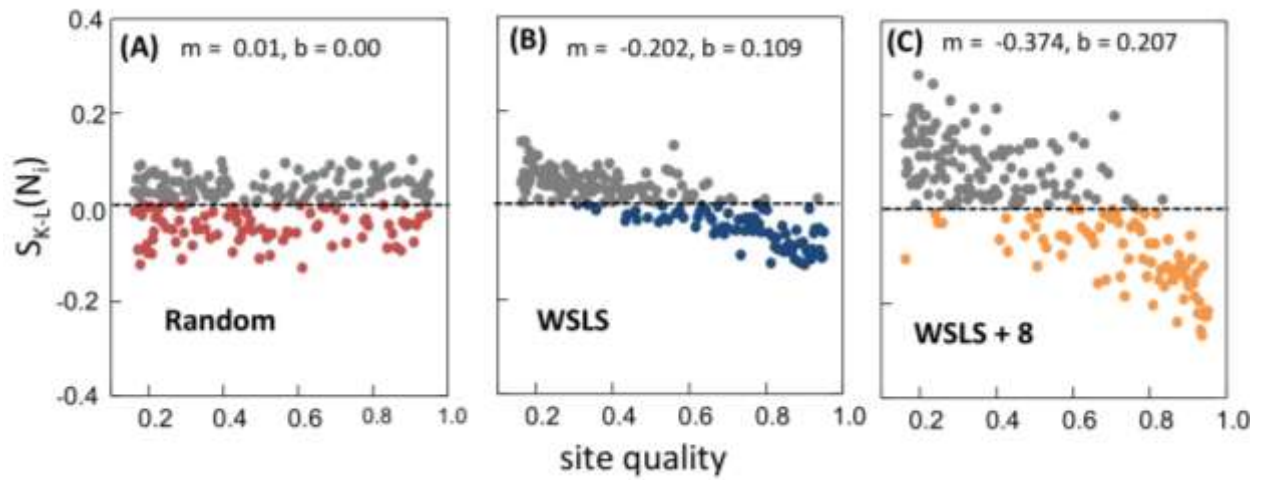 (A) m = 0.01, b = 0.00
(B) m = -0.202, b = 0.109
(C) m = -0.374, b = 0.207
S_K-L(N_i)
0.4
0.2
0.0
-0.2
-0.4
Random
WSLS
WSLS + 8
0.2 0.4 0.6 0.8 1.0
0.2 0.4 0.6 0.8 1.0
0.2 0.4 0.6 0.8 1.0
site quality